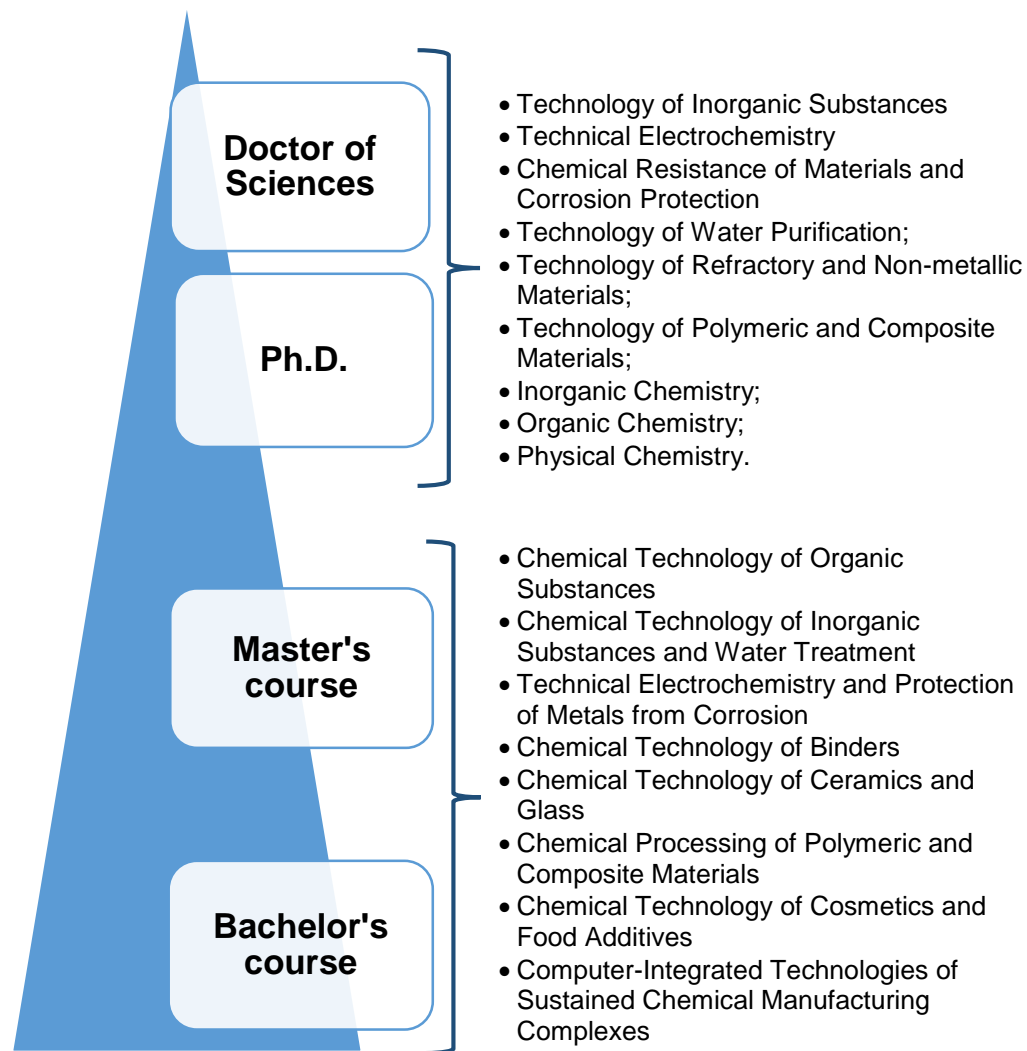 Doctor of
Sciences
Ph.D.
• Technology of Inorganic Substances
• Technical Electrochemistry
• Chemical Resistance of Materials and
Corrosion Protection
• Technology of Water Purification;
• Technology of Refractory and Non-metallic
Materials;
• Technology of Polymeric and Composite
Materials;
• Inorganic Chemistry;
• Organic Chemistry;
• Physical Chemistry.
Master's
course
Bachelor's
course
• Chemical Technology of Organic
Substances
• Chemical Technology of Inorganic
Substances and Water Treatment
• Technical Electrochemistry and Protection
of Metals from Corrosion
• Chemical Technology of Binders
• Chemical Technology of Ceramics and
Glass
• Chemical Processing of Polymeric and
Composite Materials
• Chemical Technology of Cosmetics and
Food Additives
• Computer-Integrated Technologies of
Sustained Chemical Manufacturing
Complexes